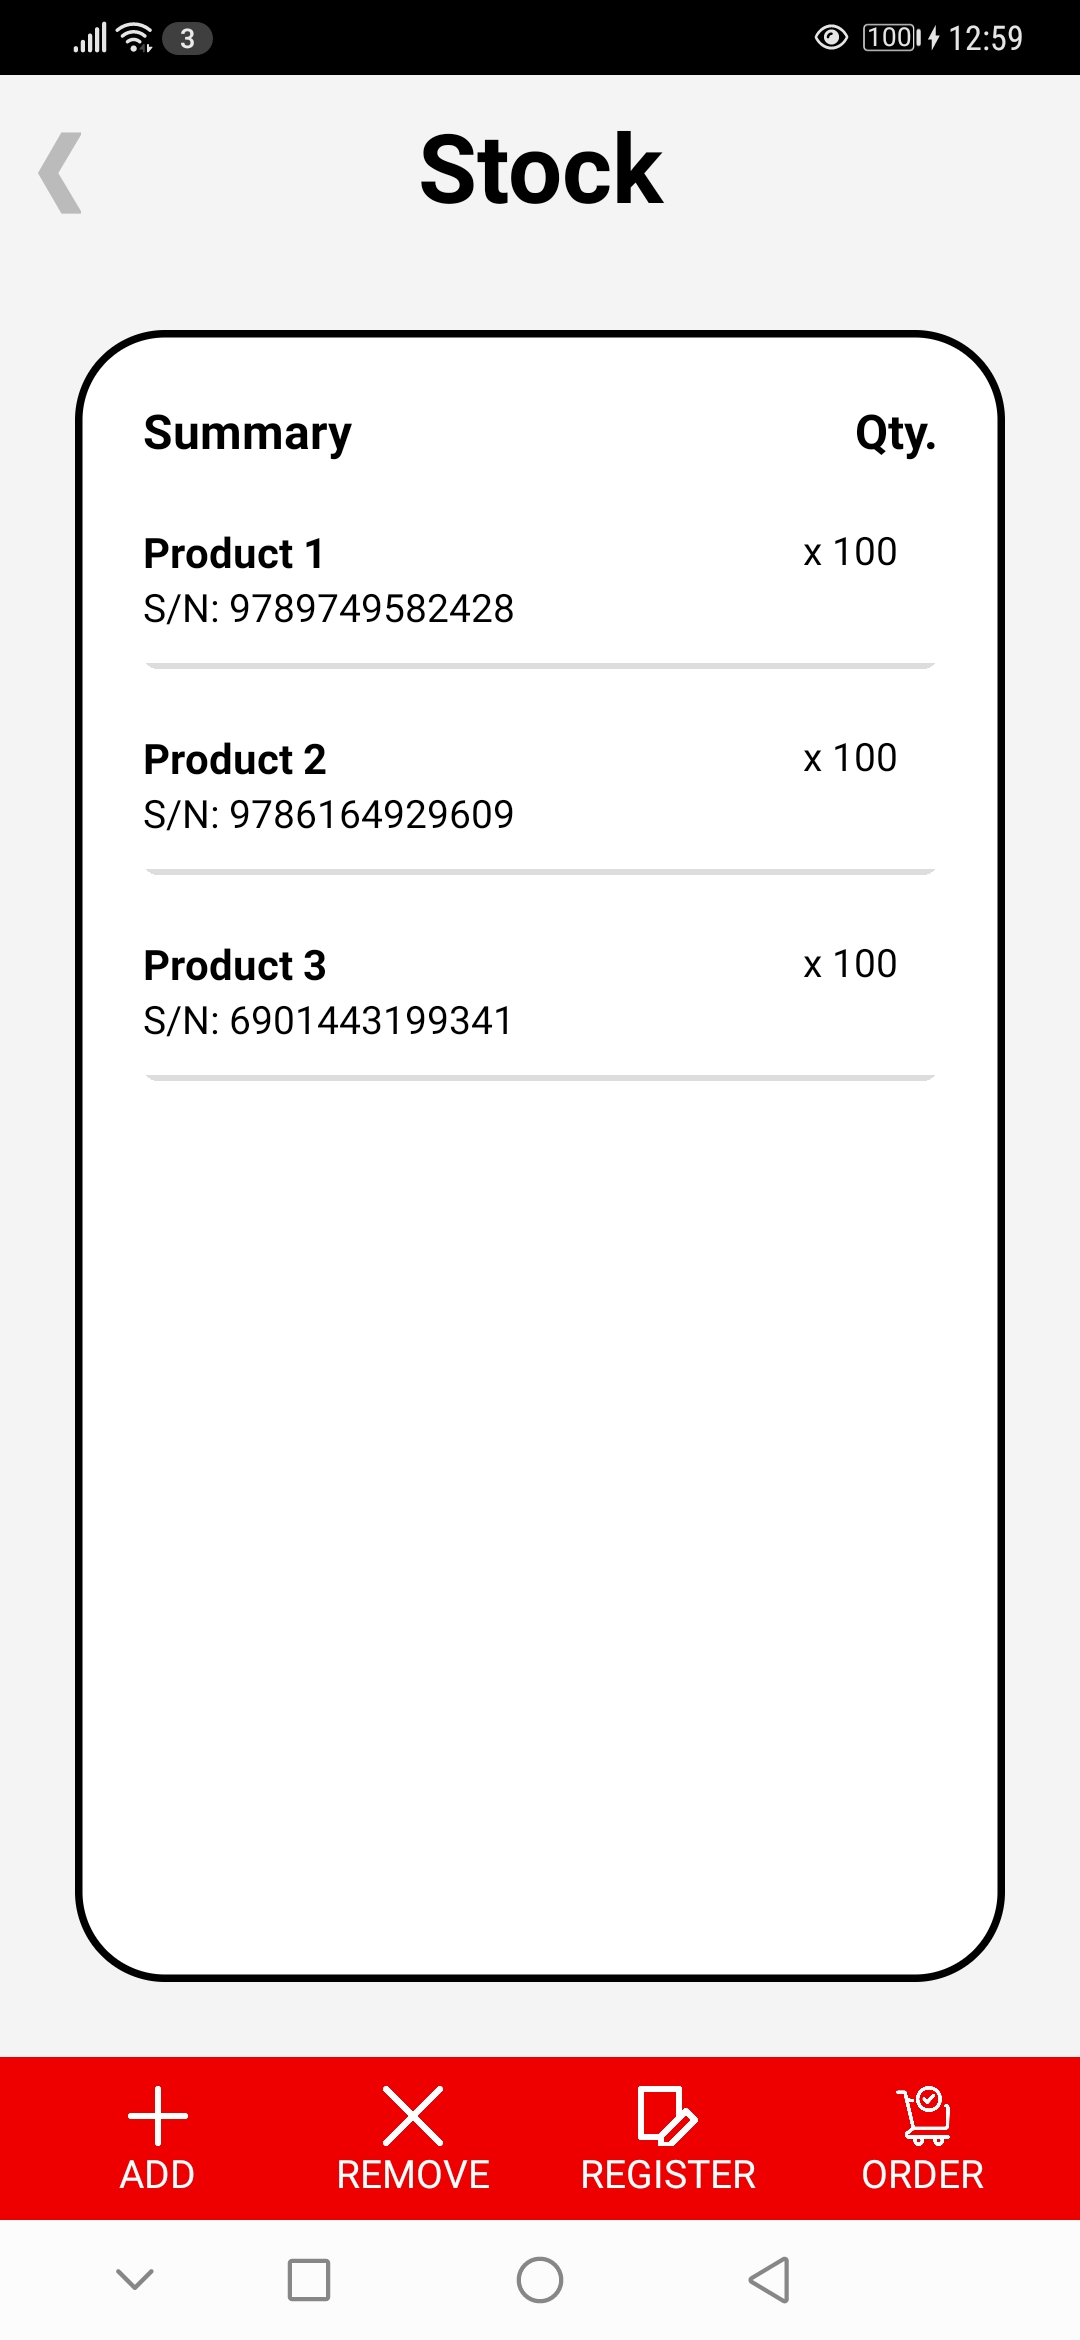 3 100 12:59
Stock
Summary Qty.
Product 1 x 100
S/N: 9789749582428
Product 2 x 100
S/N: 9786164929609
Product 3 x 100
S/N: 6901443199341
ADD REMOVE REGISTER ORDER